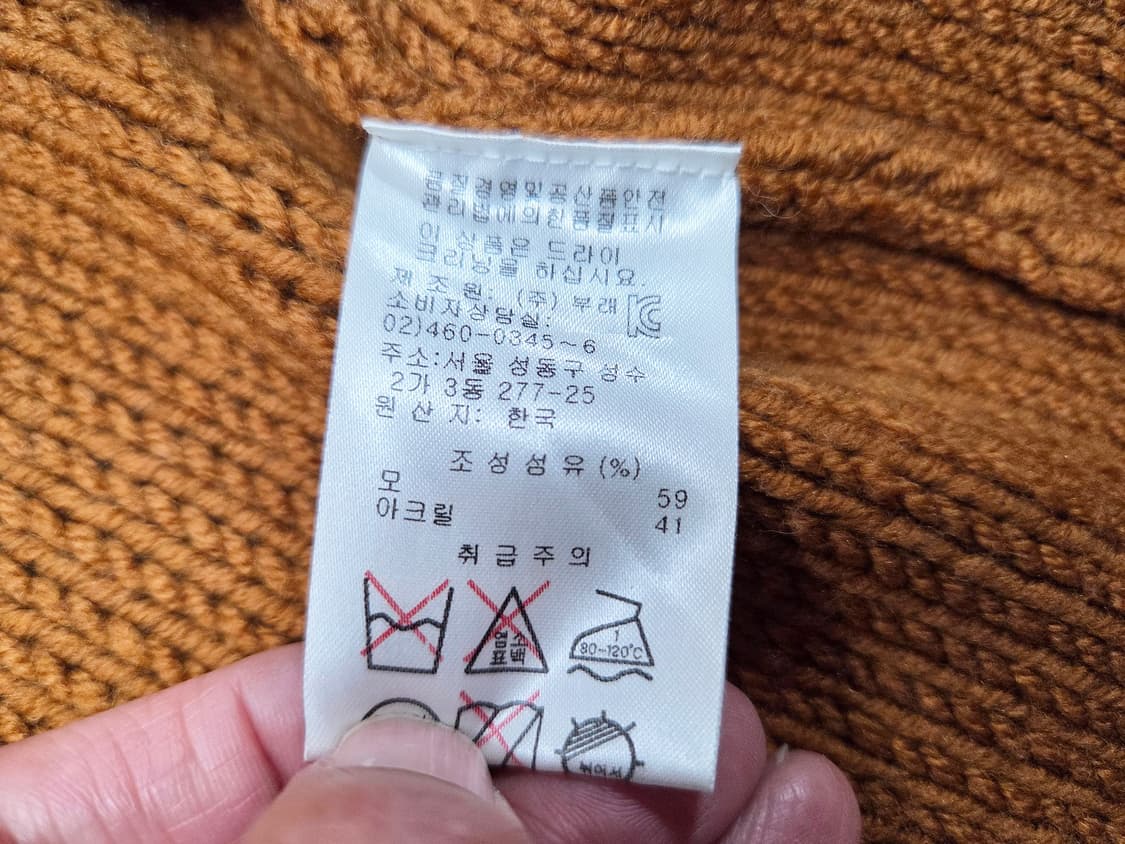 품질경영및공산품안전
관리법에의한품질표시
이 상품은 드라이
크리닝을 하십시요.
제 조 원: (주) 부래
소비자상담실:
02)460-0345~6
주소:서울 성동구 성수
2가 3동 277-25
원 산 지: 한국
조 성 섬 유 (%)
모 59
아크릴 41
취 급 주 의
염소
표백
80~120℃